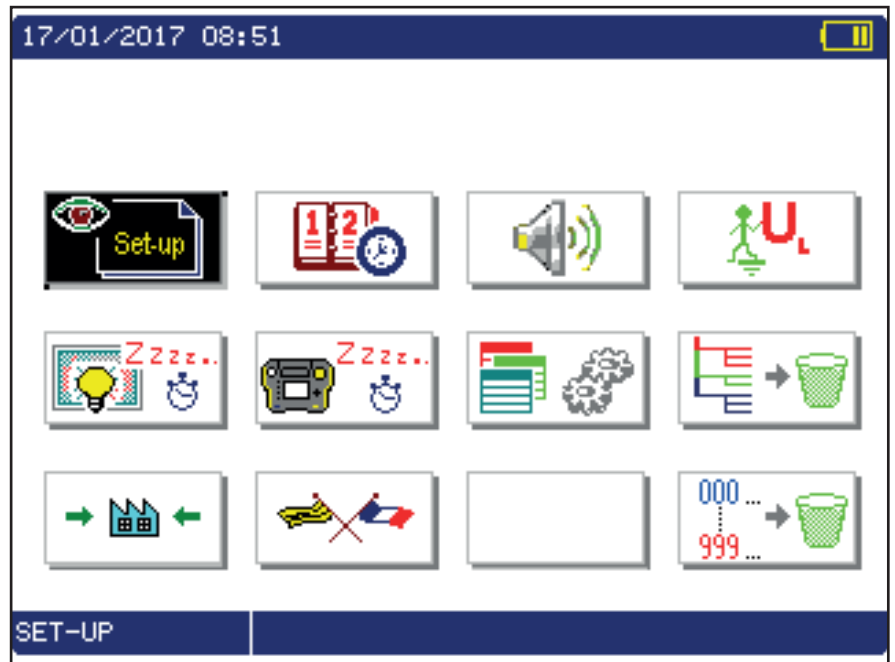 17/01/2017 08:51
Set-up
1 2
U L
Zzzz..
Zzzz..
F
000 ...
999 ...
SET-UP